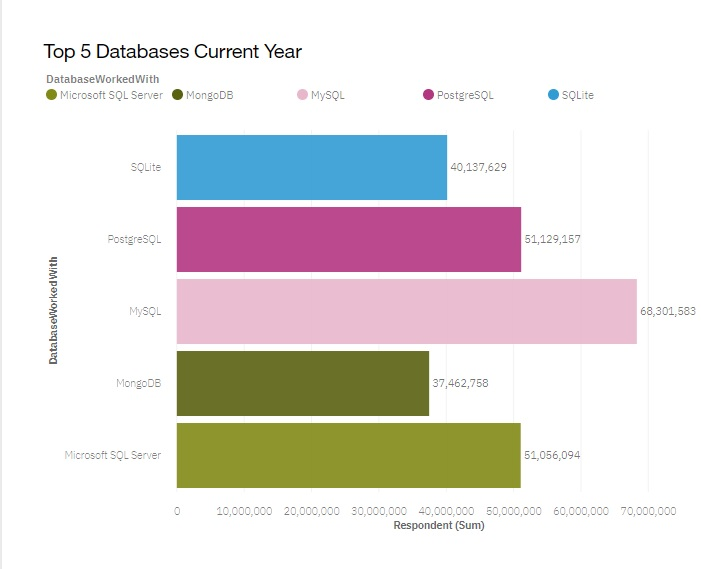 Top 5 Databases Current Year
DatabaseWorkedWith
Microsoft SQL Server MongoDB MySQL PostgreSQL SQLite
SQLite 40,137,629
PostgreSQL 51,129,157
MySQL 68,301,583
MongoDB 37,462,758
Microsoft SQL Server 51,056,094
DatabaseWorkedWith
0 10,000,000 20,000,000 30,000,000 40,000,000 50,000,000 60,000,000 70,000,000
Respondent (Sum)